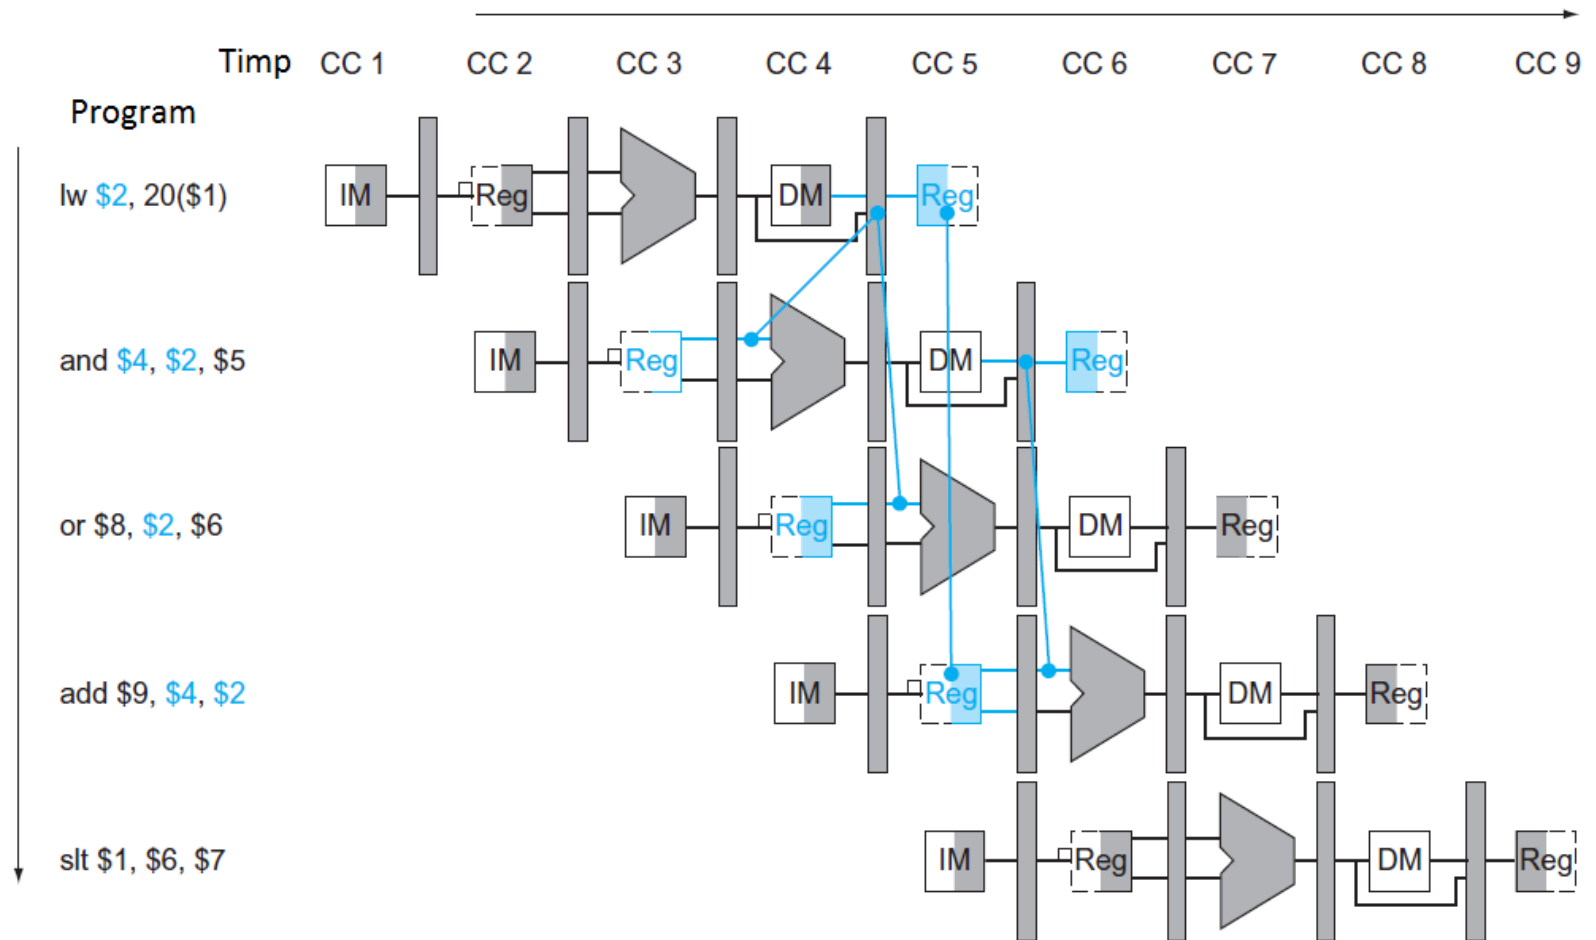 Timp CC 1 CC 2 CC 3 CC 4 CC 5 CC 6 CC 7 CC 8 CC 9
Program
lw $2, 20($1) IM Reg DM Reg
and $4, $2, $5 IM Reg DM Reg
or $8, $2, $6 IM Reg DM Reg
add $9, $4, $2 IM Reg DM Reg
slt $1, $6, $7 IM Reg DM Reg